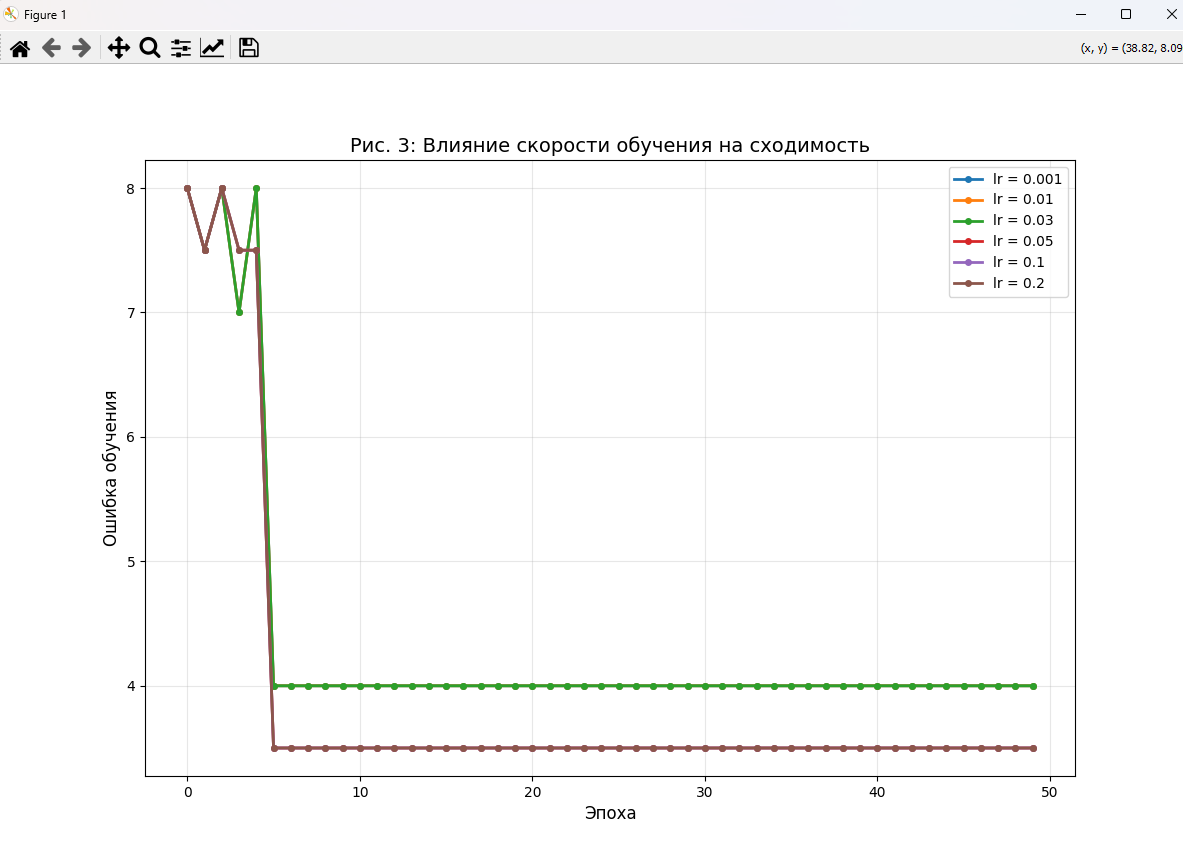 Figure 1
(x, y) = (38.82, 8.09
Рис. 3: Влияние скорости обучения на сходимость
lr = 0.001
lr = 0.01
lr = 0.03
lr = 0.05
lr = 0.1
lr = 0.2
Ошибка обучения
8
7
6
5
4
0 10 20 30 40 50
Эпоха